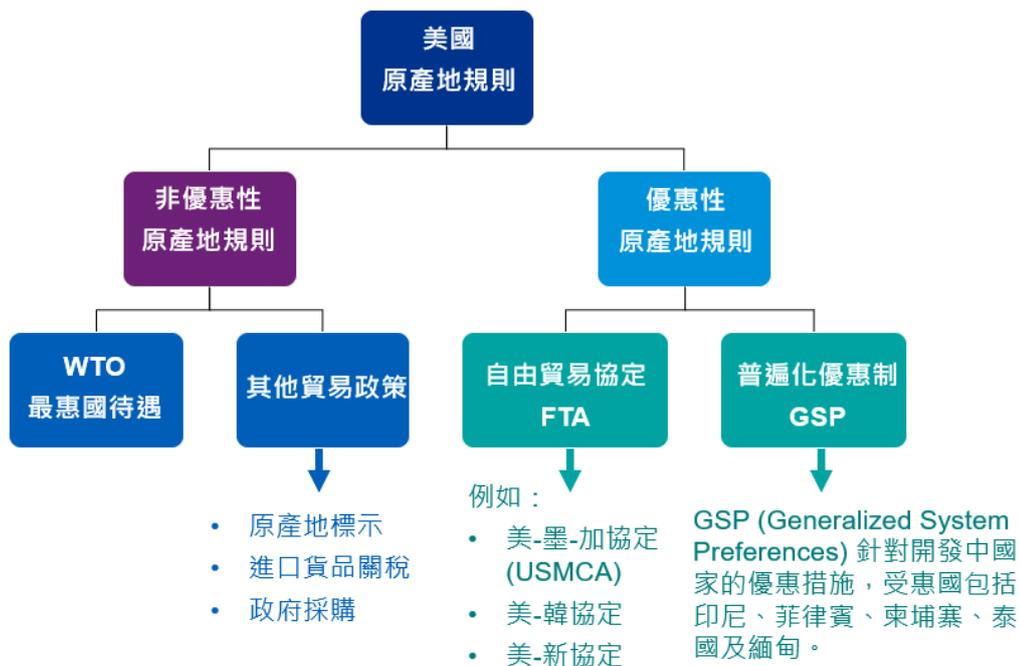 美國
原產地規則
非優惠性
原產地規則
優惠性
原產地規則
WTO
最惠國待遇
其他貿易政策
自由貿易協定
FTA
普遍化優惠制
GSP
• 原產地標示
• 進口貨品關稅
• 政府採購
例如：
• 美-墨-加協定
(USMCA)
• 美-韓協定
• 美-新協定
GSP (Generalized System
Preferences) 針對開發中國
家的優惠措施，受惠國包括
印尼、菲律賓、柬埔寨、泰
國及緬甸。